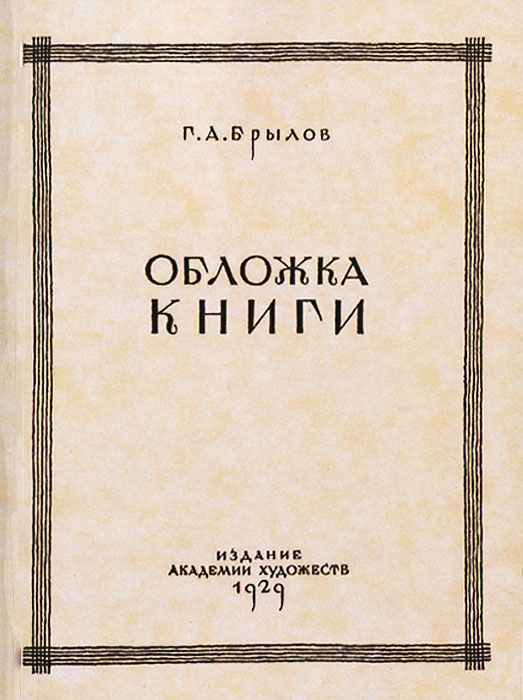 Г. А. Брылов
ОБЛОЖКА
КНИГИ
ИЗДАНИЕ
АКАДЕМИИ ХУДОЖЕСТВ
1929